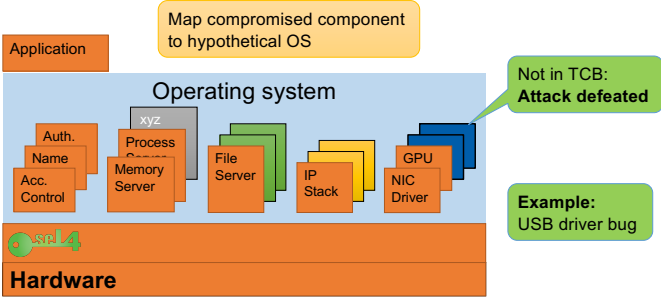 Map compromised component
to hypothetical OS
Application
Not in TCB:
Attack defeated
Operating system
xyz
Auth.
Name
Acc.
Control
Process
Memory
Server
File
Server
IP
Stack
GPU
NIC
Driver
Example:
USB driver bug
seL4
Hardware